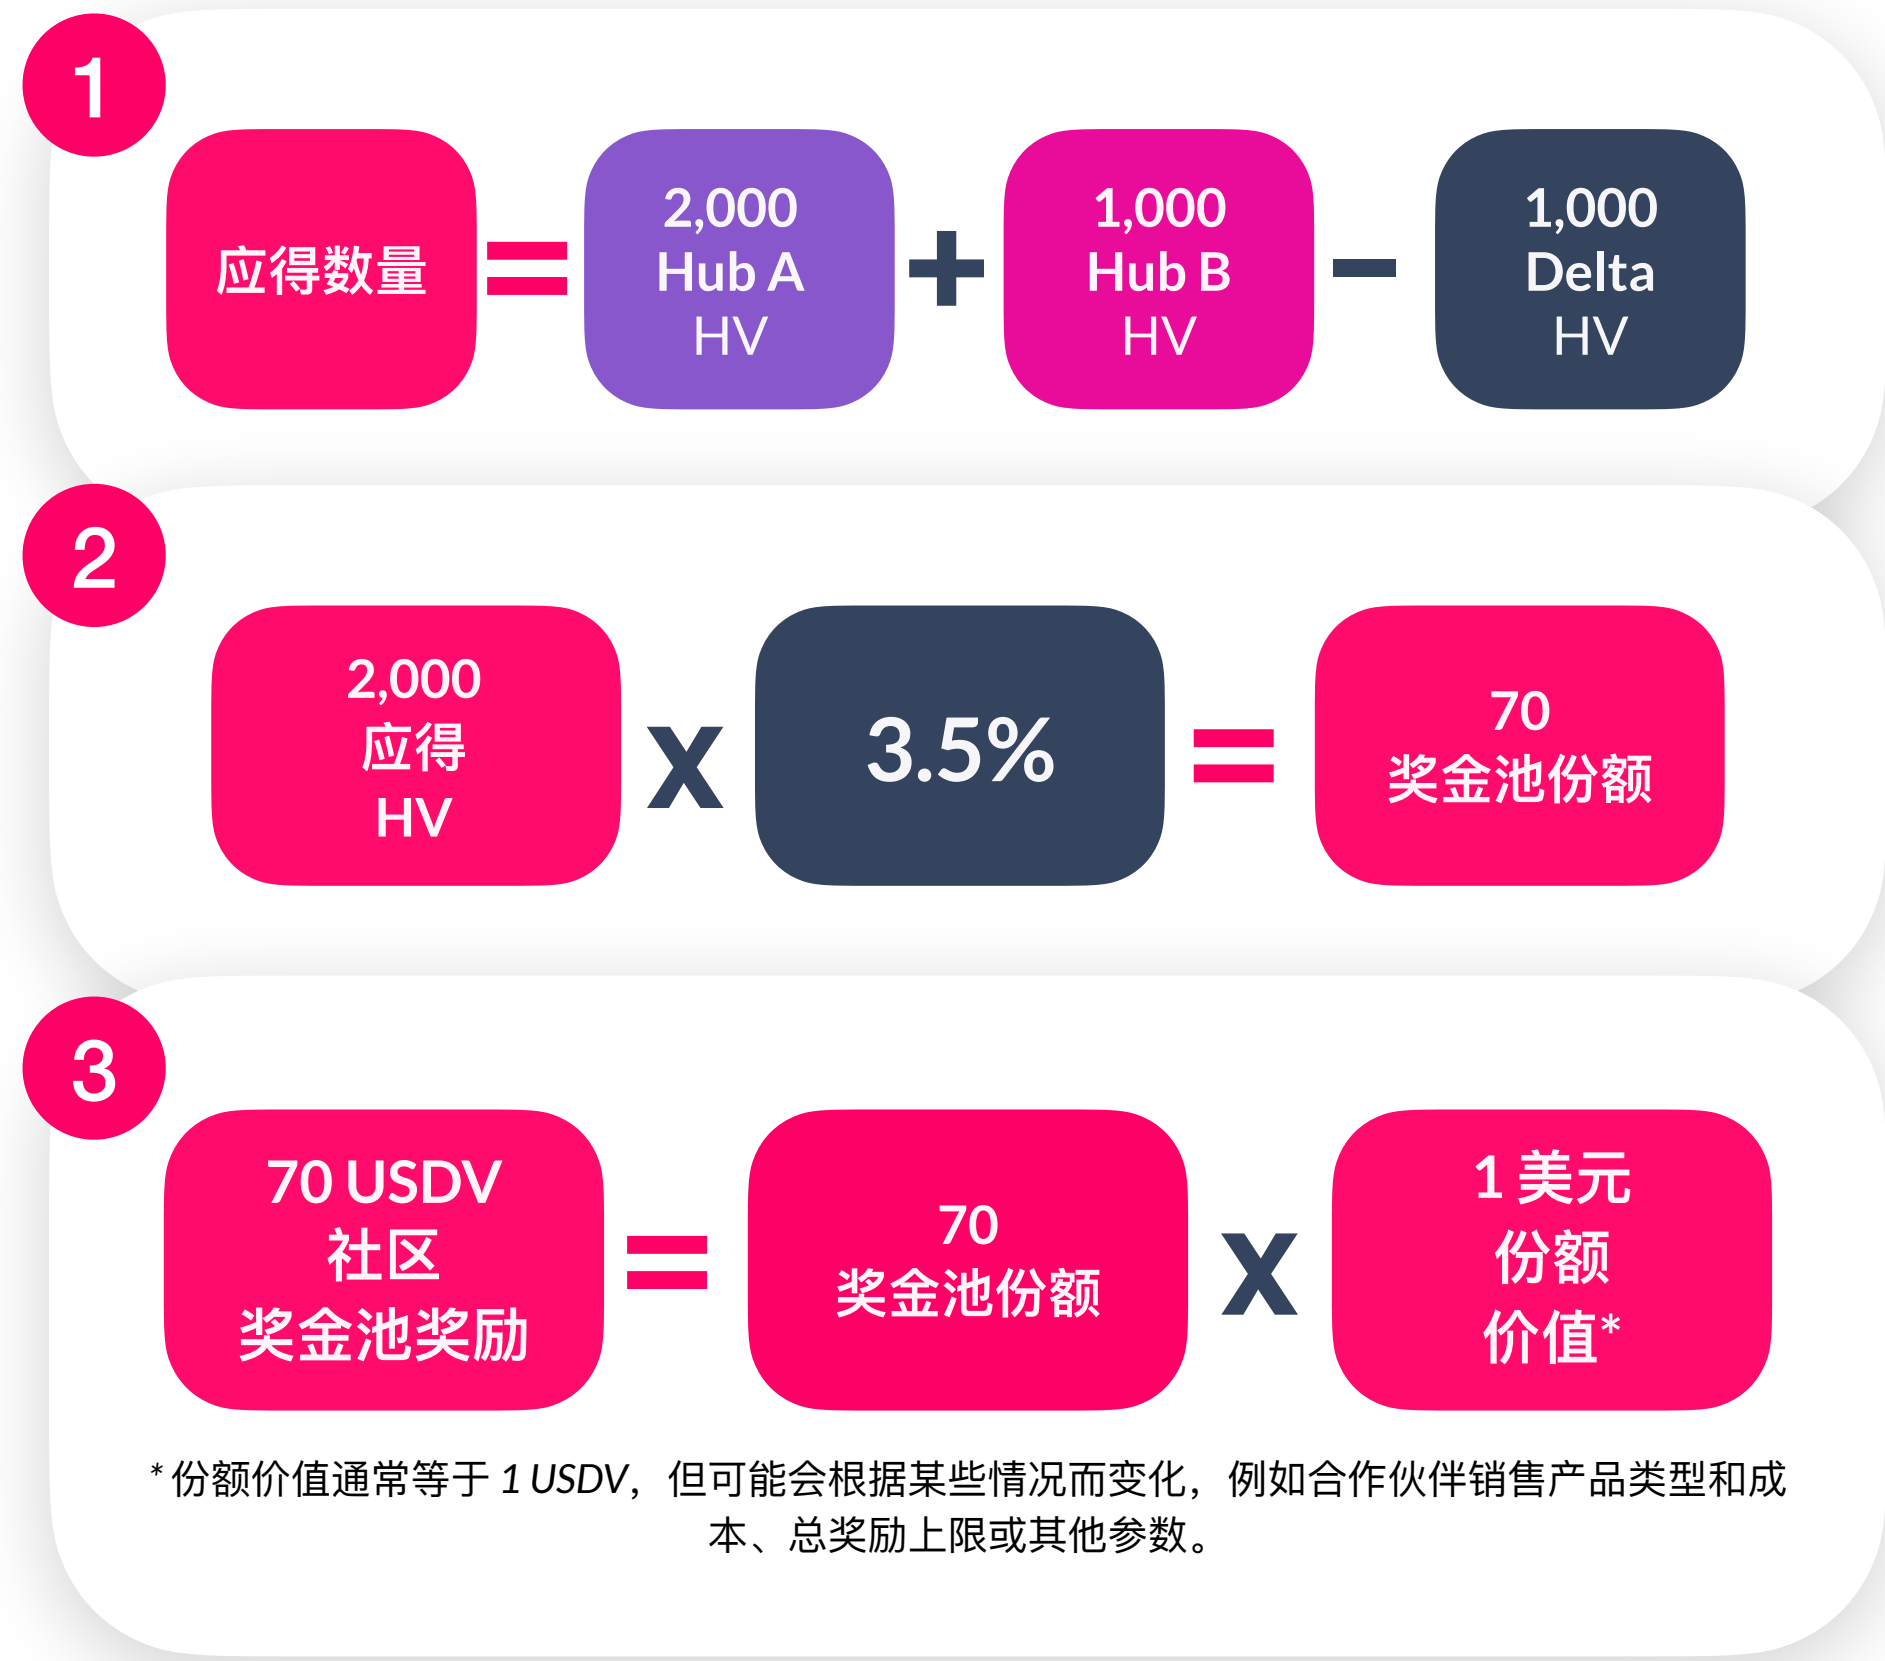 1
应得数量
=
2,000
Hub A
HV
+
1,000
Hub B
HV
−
1,000
Delta
HV
2
2,000
应得
HV
x
3.5%
=
70
奖金池份额
3
70 USDV
社区
奖金池奖励
=
70
奖金池份额
x
1 美元
份额
价值*
* 份额价值通常等于 1 USDV，但可能会根据某些情况而变化，例如合作伙伴销售产品类型和成
本、总奖励上限或其他参数。